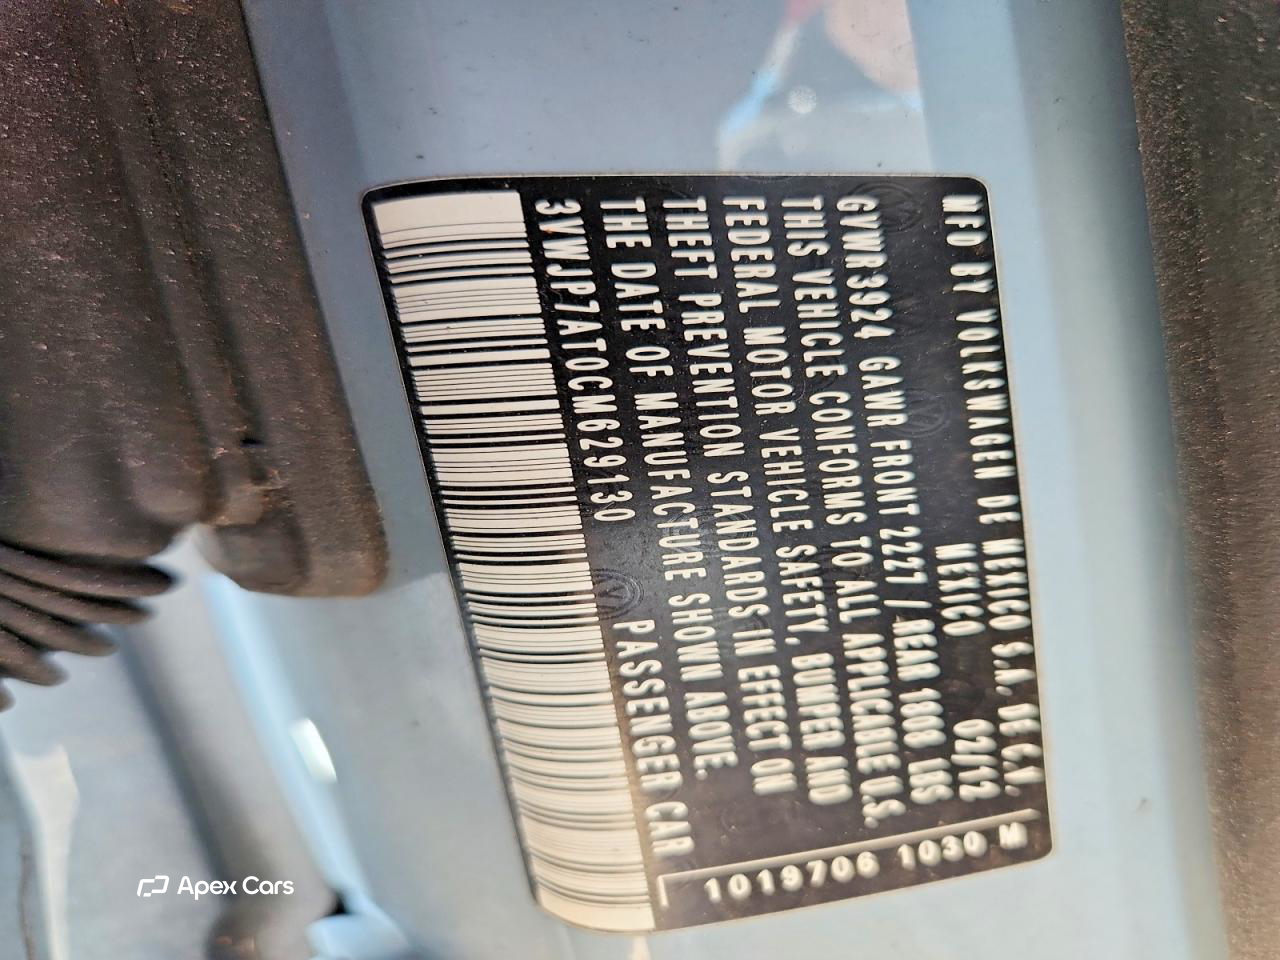 MFD BY VOLKSWAGEN DE MEXICO S.A. DE C.V.
MEXICO 02/12
GVWR 3924 GAWR FRONT 2227 / REAR 1808 LBS
THIS VEHICLE CONFORMS TO ALL APPLICABLE U.S.
FEDERAL MOTOR VEHICLE SAFETY, BUMPER AND
THEFT PREVENTION STANDARDS IN EFFECT ON
THE DATE OF MANUFACTURE SHOWN ABOVE.
3VWJP7AT0CM629130 PASSENGER CAR
1019706 1030 M
Apex Cars